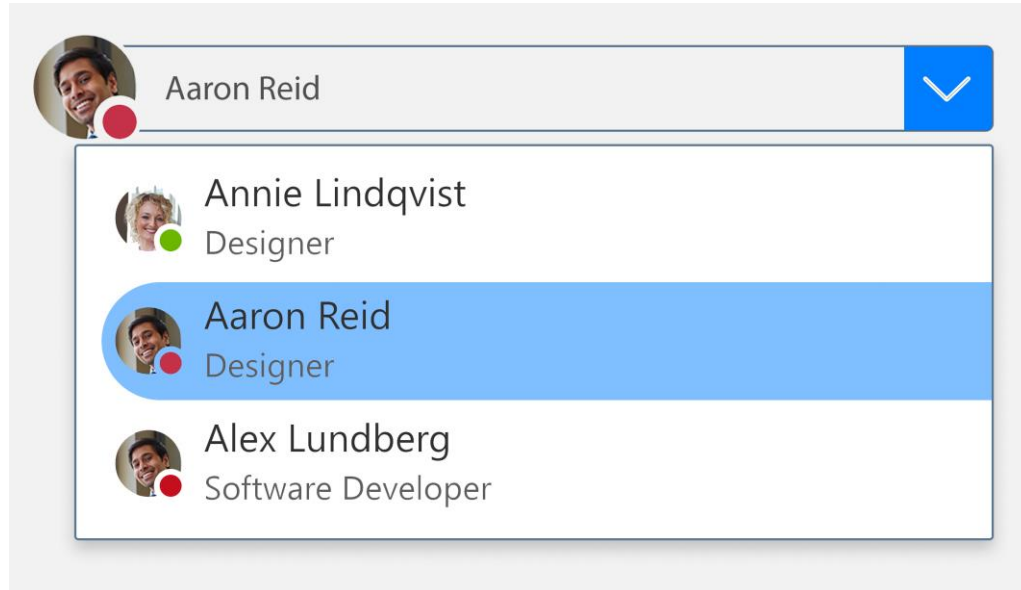 Aaron Reid
Annie Lindqvist
Designer
Aaron Reid
Designer
Alex Lundberg
Software Developer